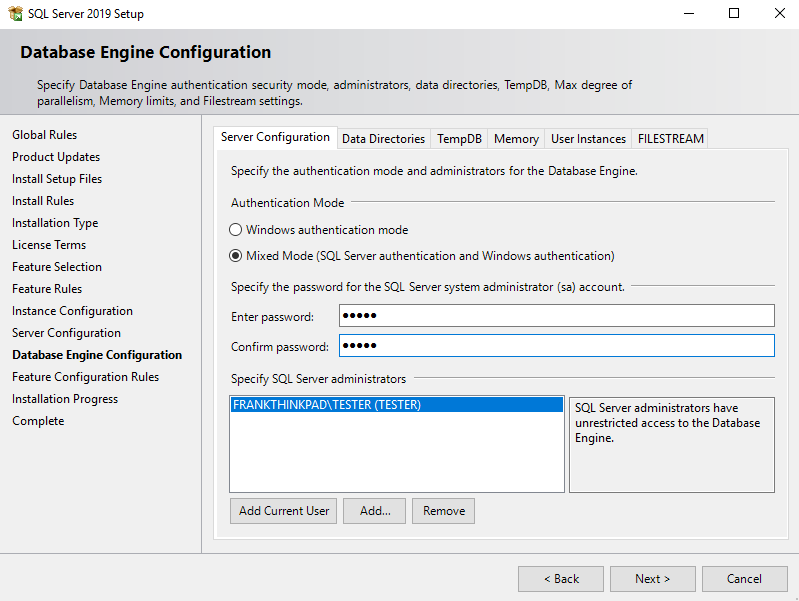 SQL Server 2019 Setup
Database Engine Configuration
Specify Database Engine authentication security mode, administrators, data directories, TempDB, Max degree of
parallelism, Memory limits, and Filestream settings.
Global Rules
Product Updates
Install Setup Files
Install Rules
Installation Type
License Terms
Feature Selection
Feature Rules
Instance Configuration
Server Configuration
Database Engine Configuration
Feature Configuration Rules
Installation Progress
Complete
Server Configuration Data Directories TempDB Memory User Instances FILESTREAM
Specify the authentication mode and administrators for the Database Engine.
Authentication Mode
Windows authentication mode
Mixed Mode (SQL Server authentication and Windows authentication)
Specify the password for the SQL Server system administrator (sa) account.
Enter password: ●●●●●
Confirm password: ●●●●●
Specify SQL Server administrators
FRANKTHINKPAD\TESTER (TESTER)
SQL Server administrators have
unrestricted access to the Database
Engine.
Add Current User Add... Remove
< Back Next > Cancel